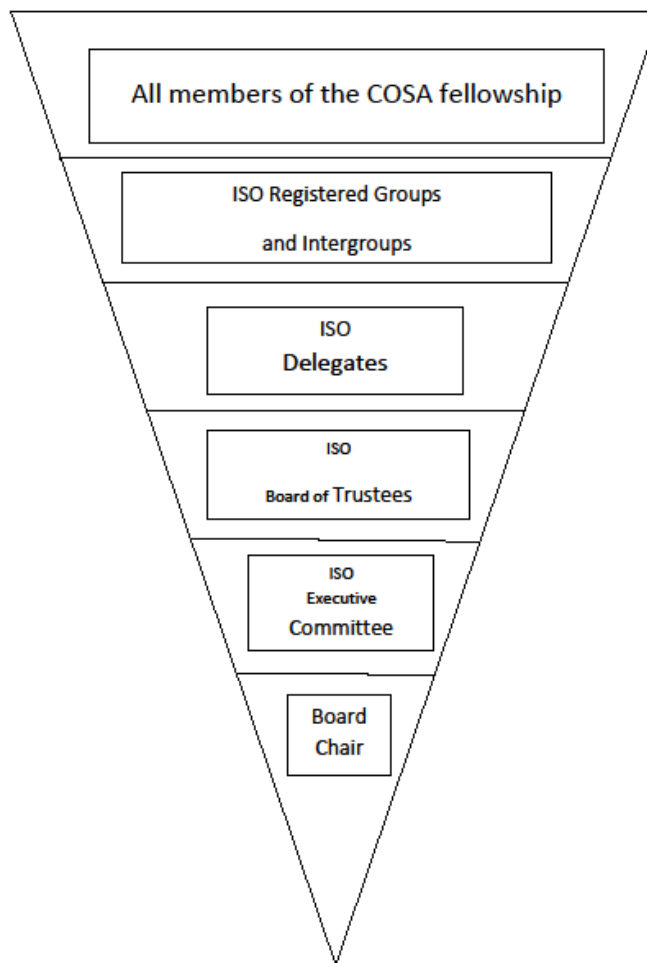 All members of the COSA fellowship
ISO Registered Groups
and Intergroups
ISO
Delegates
ISO
Board of Trustees
ISO
Executive
Committee
Board
Chair